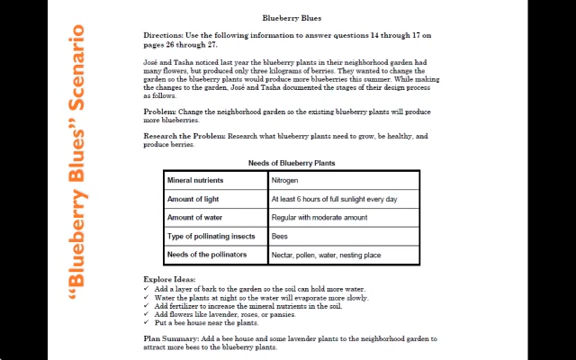 "Blueberry Blues" Scenario
Blueberry Blues
Directions: Use the following information to answer questions 14 through 17 on
pages 26 through 27.
José and Tasha noticed last year the blueberry plants in their neighborhood garden had
many flowers, but produced only three kilograms of berries. They wanted to change the
garden so the blueberry plants would produce more blueberries this summer. While making
the changes to the garden, José and Tasha documented the stages of their design process
as follows.
Problem: Change the neighborhood garden so the existing blueberry plants will produce
more blueberries.
Research the Problem: Research what blueberry plants need to grow, be healthy, and
produce berries.
Needs of Blueberry Plants
Mineral nutrients Nitrogen
Amount of light At least 6 hours of full sunlight every day
Amount of water Regular with moderate amount
Type of pollinating insects Bees
Needs of the pollinators Nectar, pollen, water, nesting place
Explore Ideas:
✓ Add a layer of bark to the garden so the soil can hold more water.
✓ Water the plants at night so the water will evaporate more slowly.
✓ Add fertilizer to increase the mineral nutrients in the soil.
✓ Add flowers like lavender, roses, or pansies.
✓ Put a bee house near the plants.
Plan Summary: Add a bee house and some lavender plants to the neighborhood garden to
attract more bees to the blueberry plants.